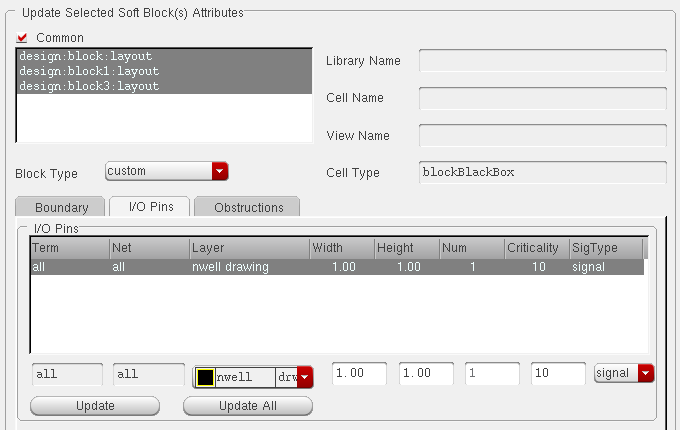 Update Selected Soft Block(s) Attributes
Common
design:block:layout
design:block1:layout
design:block3:layout
Library Name
Cell Name
View Name
Block Type custom
Cell Type blockBlackBox
Boundary I/O Pins Obstructions
I/O Pins
Term Net Layer Width Height Num Criticality SigType
all all nwell drawing 1.00 1.00 1 10 signal
all all nwell drw 1.00 1.00 1 10 signal
Update Update All